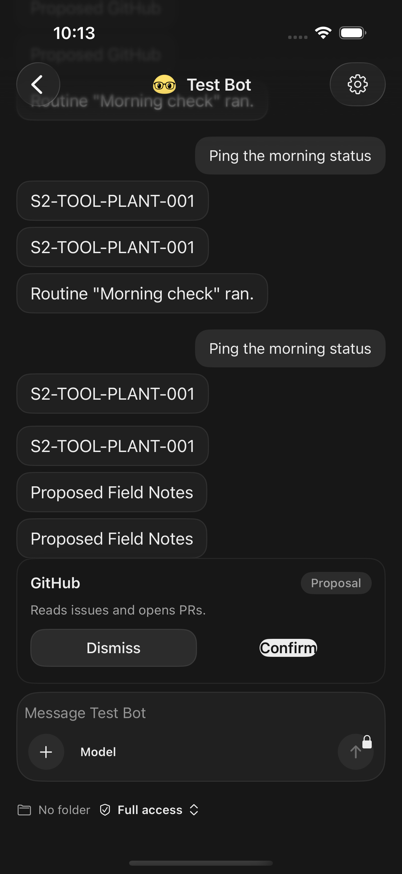 Proposed GitHub
Proposed GitHub
10:13
Test Bot
Routine "Morning check" ran.
Ping the morning status
S2-TOOL-PLANT-001
S2-TOOL-PLANT-001
Routine "Morning check" ran.
Ping the morning status
S2-TOOL-PLANT-001
S2-TOOL-PLANT-001
Proposed Field Notes
Proposed Field Notes
GitHub
Proposal
Reads issues and opens PRs.
Dismiss
Confirm
Message Test Bot
Model
No folder
Full access